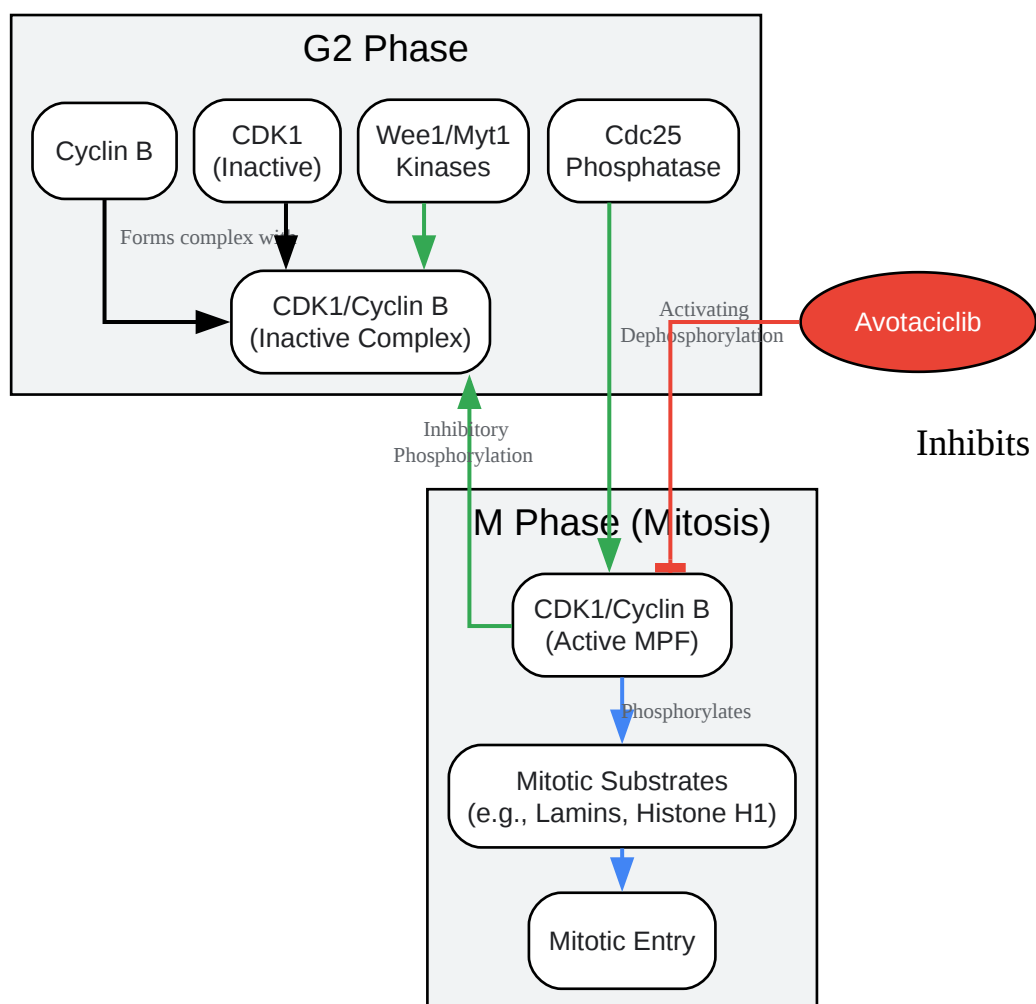 G2 Phase
Cyclin B
CDK1
(Inactive)
Wee1/Myt1
Kinases
Cdc25
Phosphatase
Forms complex with
CDK1/Cyclin B
(Inactive Complex)
Activating
Dephosphorylation
Avotaciclib
Inhibitory
Phosphorylation
Inhibits
M Phase (Mitosis)
CDK1/Cyclin B
(Active MPF)
Phosphorylates
Mitotic Substrates
(e.g., Lamins, Histone H1)
Mitotic Entry